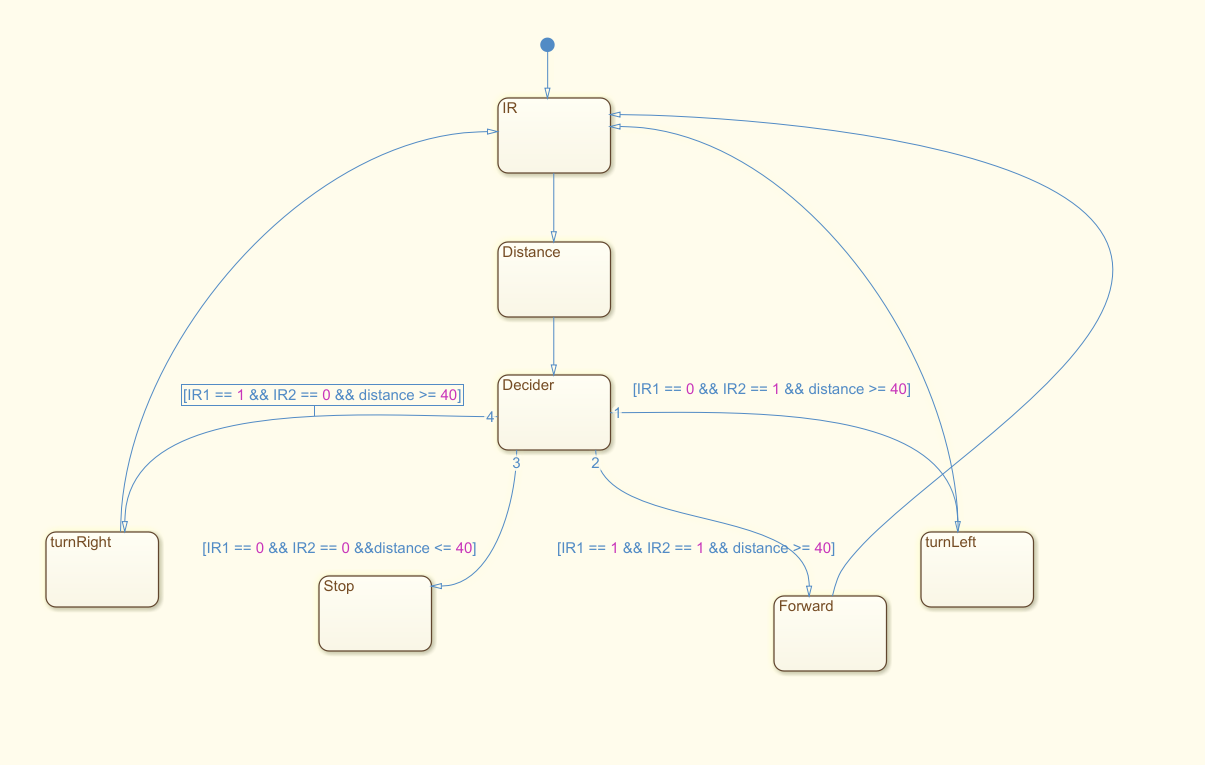 IR
Distance
Decider
[IR1 == 1 && IR2 == 0 && distance >= 40]
[IR1 == 0 && IR2 == 1 && distance >= 40]
4
1
3
2
turnRight
turnLeft
[IR1 == 0 && IR2 == 0 &&distance <= 40]
[IR1 == 1 && IR2 == 1 && distance >= 40]
Stop
Forward